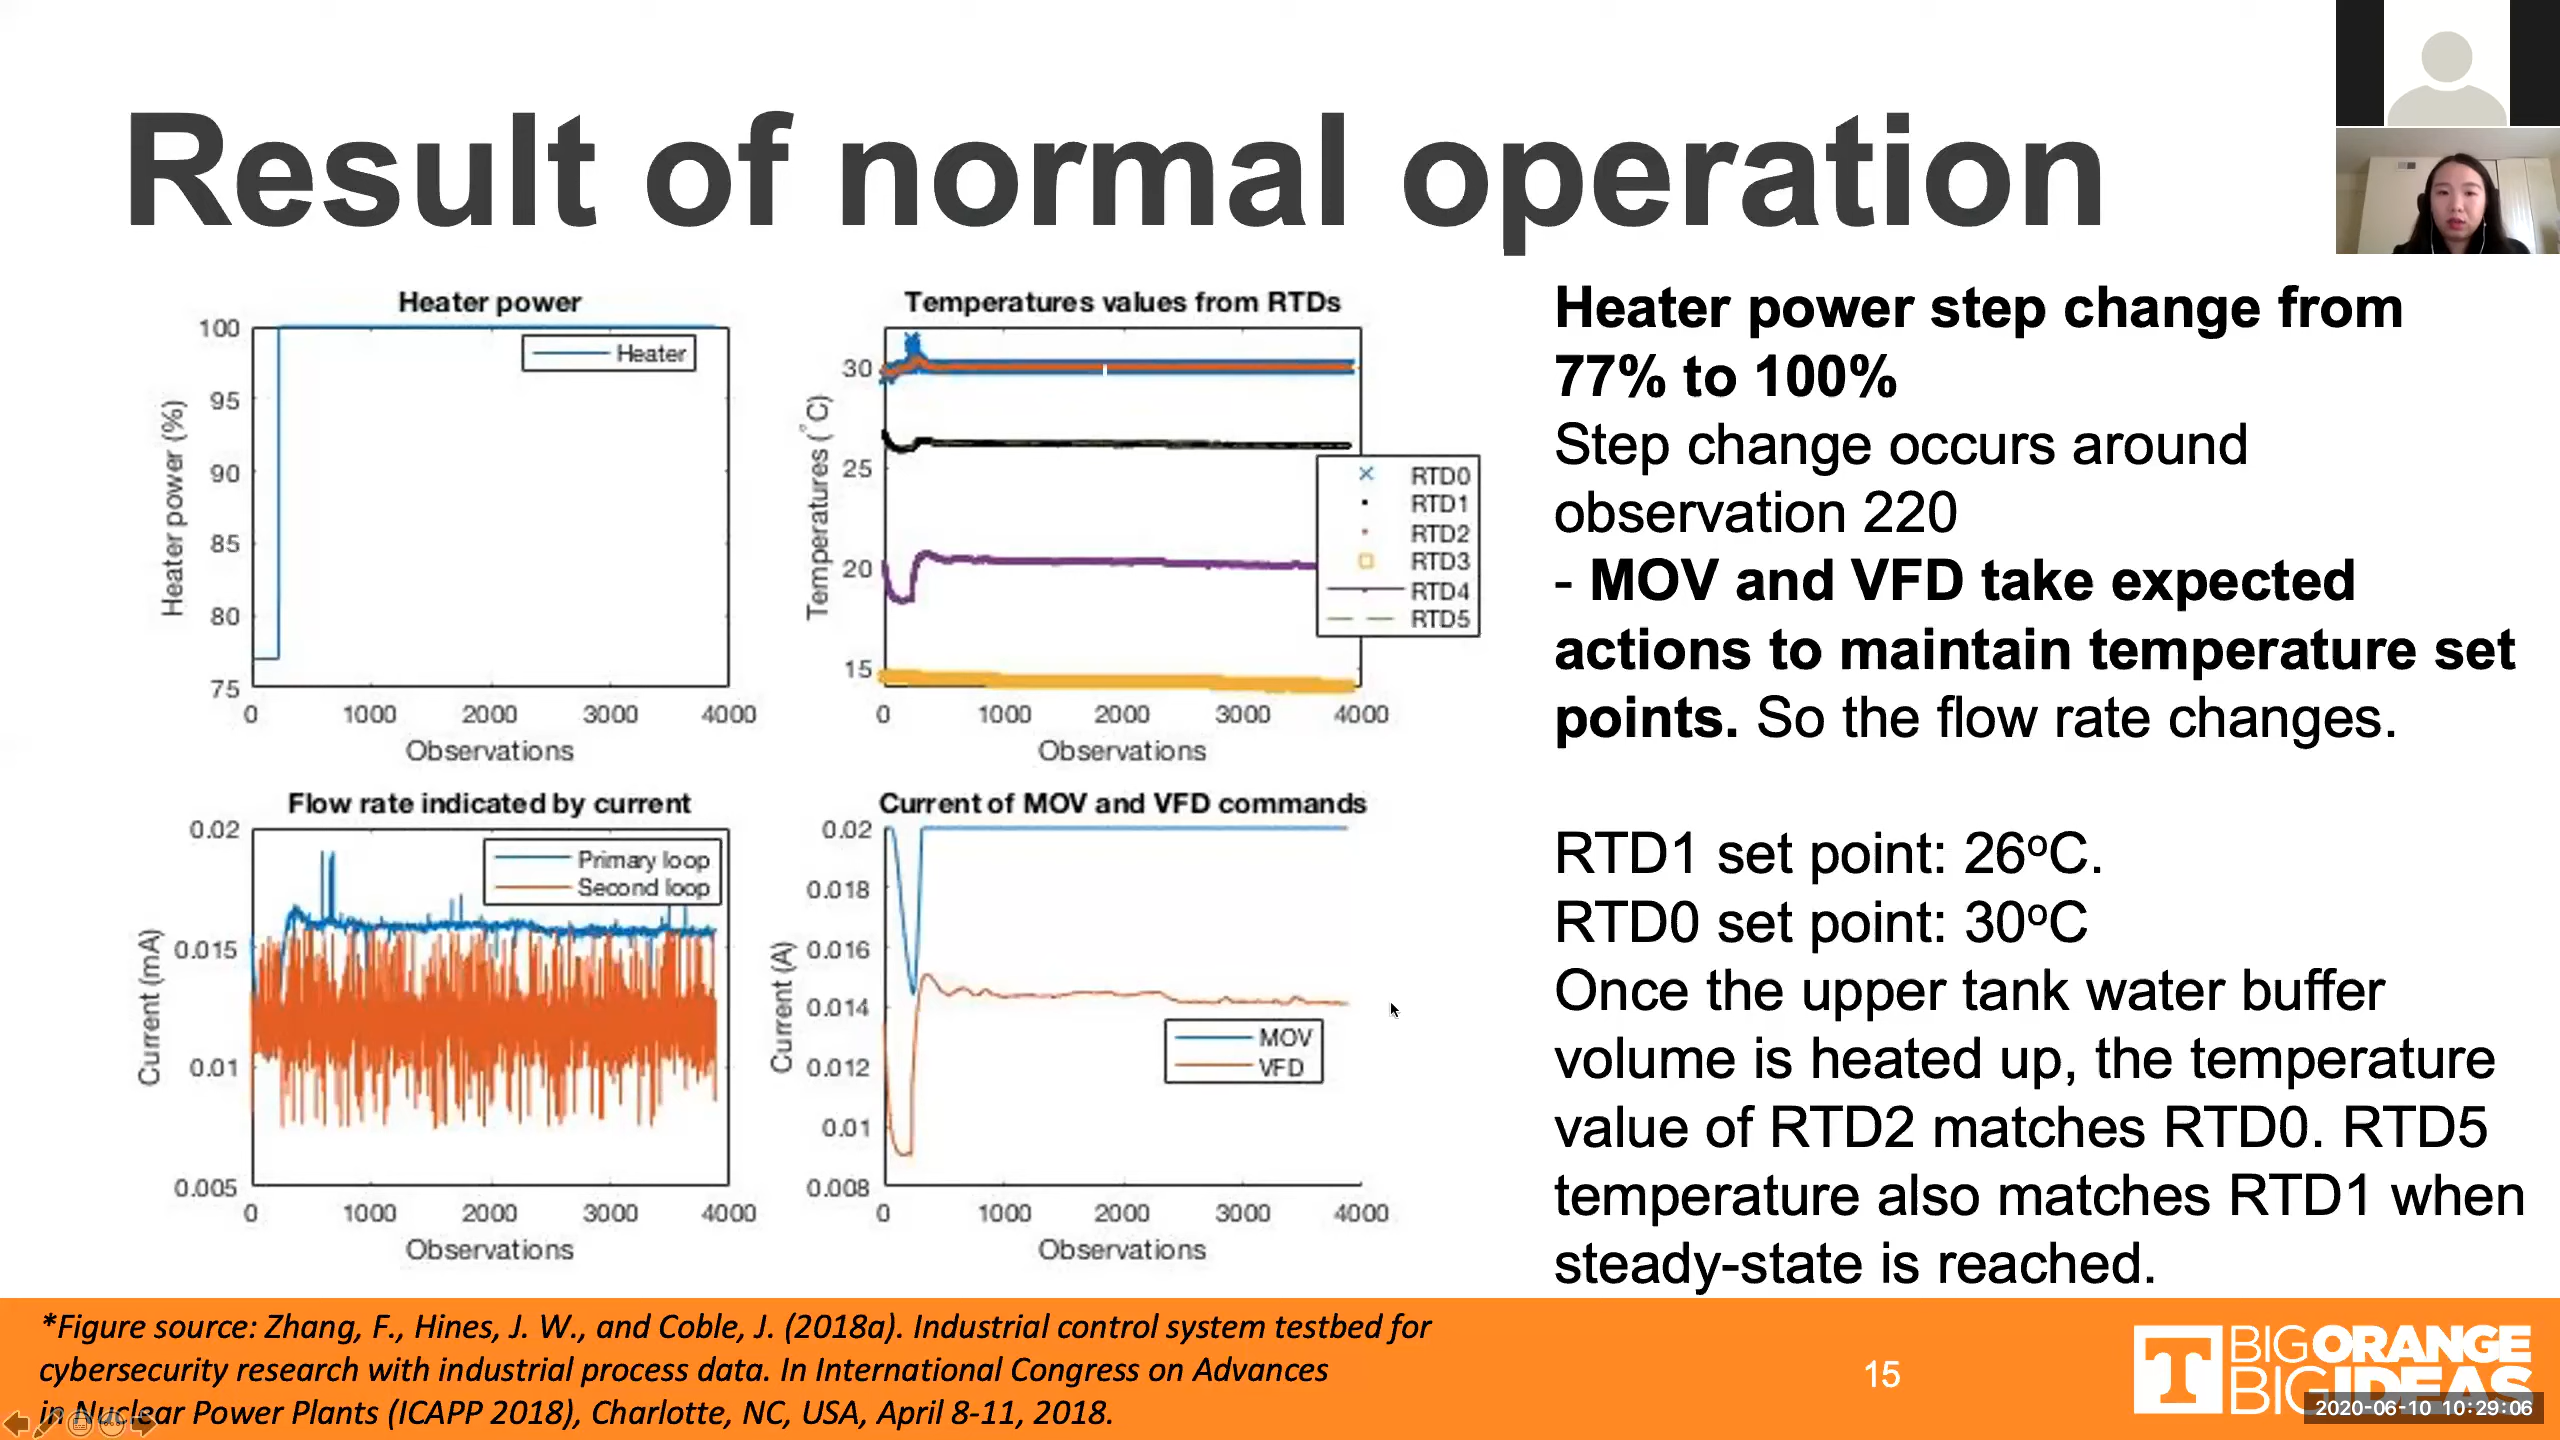 Result of normal operation
Heater power
100
95
90
85
80
75
Heater power (%)
Heater
0 1000 2000 3000 4000
Observations
Temperatures values from RTDs
30
25
20
15
Temperatures (°C)
RTD0
RTD1
RTD2
RTD3
RTD4
RTD5
0 1000 2000 3000 4000
Observations
Flow rate indicated by current
0.02
0.015
0.01
0.005
Current (mA)
Primary loop
Second loop
0 1000 2000 3000 4000
Observations
Current of MOV and VFD commands
0.02
0.018
0.016
0.014
0.012
0.01
0.008
Current (A)
MOV
VFD
0 1000 2000 3000 4000
Observations
Heater power step change from
77% to 100%
Step change occurs around
observation 220
- MOV and VFD take expected
actions to maintain temperature set
points. So the flow rate changes.
RTD1 set point: 26ºC.
RTD0 set point: 30ºC
Once the upper tank water buffer
volume is heated up, the temperature
value of RTD2 matches RTD0. RTD5
temperature also matches RTD1 when
steady-state is reached.
*Figure source: Zhang, F., Hines, J. W., and Coble, J. (2018a). Industrial control system testbed for
cybersecurity research with industrial process data. In International Congress on Advances
in Nuclear Power Plants (ICAPP 2018), Charlotte, NC, USA, April 8-11, 2018.
15
T
BIG ORANGE
BIG IDEAS
2020-06-10 10:29:06